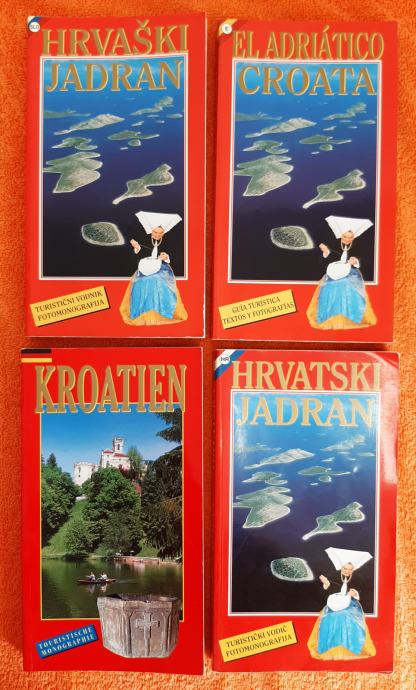 SLO
HRVAŠKI
JADRAN
TURISTIČNI VODNIK
FOTOMONOGRAFIJA
E
EL ADRIÁTICO
CROATA
GUÍA TURÍSTICA
TEXTOS Y FOTOGRAFÍAS
KROATIEN
TOURISTISCHE
MONOGRAPHIE
HR
HRVATSKI
JADRAN
TURISTIČKI VODIČ
FOTOMONOGRAFIJA